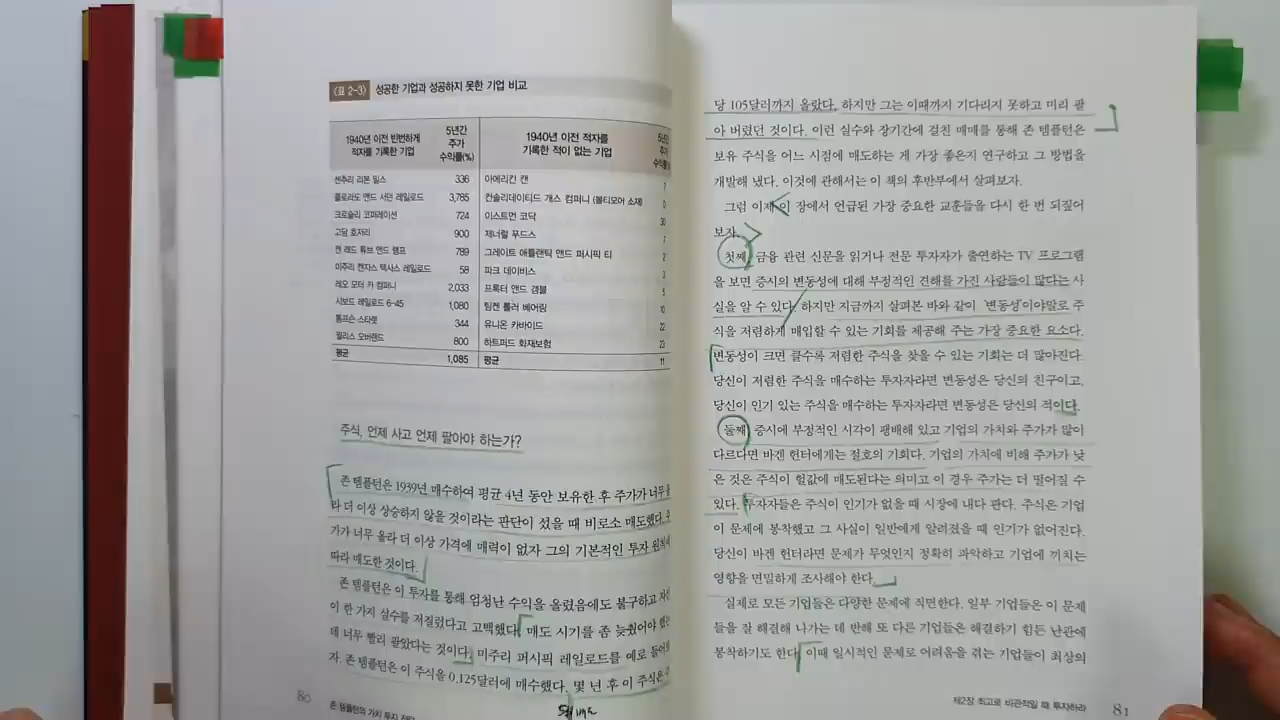 〈표 2-3〉 성공한 기업과 성공하지 못한 기업 비교
1940년 이전 빈번하게 적자를 기록한 기업 5년간 주가 수익률(%) 1940년 이전 적자를 기록한 적이 없는 기업 5년간 주가 수익률
센추리 리본 밀스 336 아메리칸 캔
콜로라도 앤드 서던 레일로드 3,785 컨솔리데이티드 개스 컴퍼니 (볼티모어 소재) 0
크로슬리 코퍼레이션 724 이스트먼 코닥 30
고담 호저리 900 제너럴 푸드스
켄 래드 튜브 앤드 램프 789 그레이트 애틀랜틱 앤드 퍼시픽 티 2
미주리 캔자스 텍사스 레일로드 58 파크 데이비스 3
레오 모터 카 컴퍼니 2,033 프록터 앤드 갬블 5
시보드 레일로드 6-45 1,080 팀켄 롤러 베어링 10
톰프슨 스타렛 344 유니온 카바이드 22
윌리스 오버랜드 800 하트퍼드 화재보험 23
평균 1,085 평균 11
주식, 언제 사고 언제 팔아야 하는가?
존 템플턴은 1939년 매수하여 평균 4년 동안 보유한 후 주가가 너무 올
라 더 이상 상승하지 않을 것이라는 판단이 섰을 때 비로소 매도했다. 주
가가 너무 올라 더 이상 가격에 매력이 없자 그의 기본적인 투자 원칙에
따라 매도한 것이다.
존 템플턴은 이 투자를 통해 엄청난 수익을 올렸음에도 불구하고 자신
이 한 가지 실수를 저질렀다고 고백했다. 매도 시기를 좀 늦췄어야 했는
데 너무 빨리 팔았다는 것이다. 미주리 퍼시픽 레일로드를 예로 들어보
자. 존 템플턴은 이 주식을 0.125달러에 매수했다. 몇 년 후 이 주식은
80
존 템플턴의 가치 투자 전략
당 105달러까지 올랐다. 하지만 그는 이때까지 기다리지 못하고 미리 팔
아 버렸던 것이다. 이런 실수와 장기간에 걸친 매매를 통해 존 템플턴은
보유 주식을 어느 시점에 매도하는 게 가장 좋은지 연구하고 그 방법을
개발해 냈다. 이것에 관해서는 이 책의 후반부에서 살펴보자.
그럼 이제 이 장에서 언급된 가장 중요한 교훈들을 다시 한 번 되짚어
보자.
첫째, 금융 관련 신문을 읽거나 전문 투자자가 출연하는 TV 프로그램
을 보면 증시의 변동성에 대해 부정적인 견해를 가진 사람들이 많다는 사
실을 알 수 있다. 하지만 지금까지 살펴본 바와 같이 '변동성'이야말로 주
식을 저렴하게 매입할 수 있는 기회를 제공해 주는 가장 중요한 요소다.
변동성이 크면 클수록 저렴한 주식을 찾을 수 있는 기회는 더 많아진다.
당신이 저렴한 주식을 매수하는 투자자라면 변동성은 당신의 친구이고,
당신이 인기 있는 주식을 매수하는 투자자라면 변동성은 당신의 적이다.
둘째, 증시에 부정적인 시각이 팽배해 있고 기업의 가치와 주가가 많이
다르다면 바겐 헌터에게는 절호의 기회다. 기업의 가치에 비해 주가가 낮
은 것은 주식이 헐값에 매도된다는 의미고 이 경우 주가는 더 떨어질 수
있다. 투자자들은 주식이 인기가 없을 때 시장에 내다 판다. 주식은 기업
이 문제에 봉착했고 그 사실이 일반에게 알려졌을 때 인기가 없어진다.
당신이 바겐 헌터라면 문제가 무엇인지 정확히 파악하고 기업에 끼치는
영향을 면밀하게 조사해야 한다.
실제로 모든 기업들은 다양한 문제에 직면한다. 일부 기업들은 이 문제
들을 잘 해결해 나가는 데 반해 또 다른 기업들은 해결하기 힘든 난관에
봉착하기도 한다. 이때 일시적인 문제로 어려움을 겪는 기업들이 최상의
제2장 최고로 비관적일 때 투자하라 81